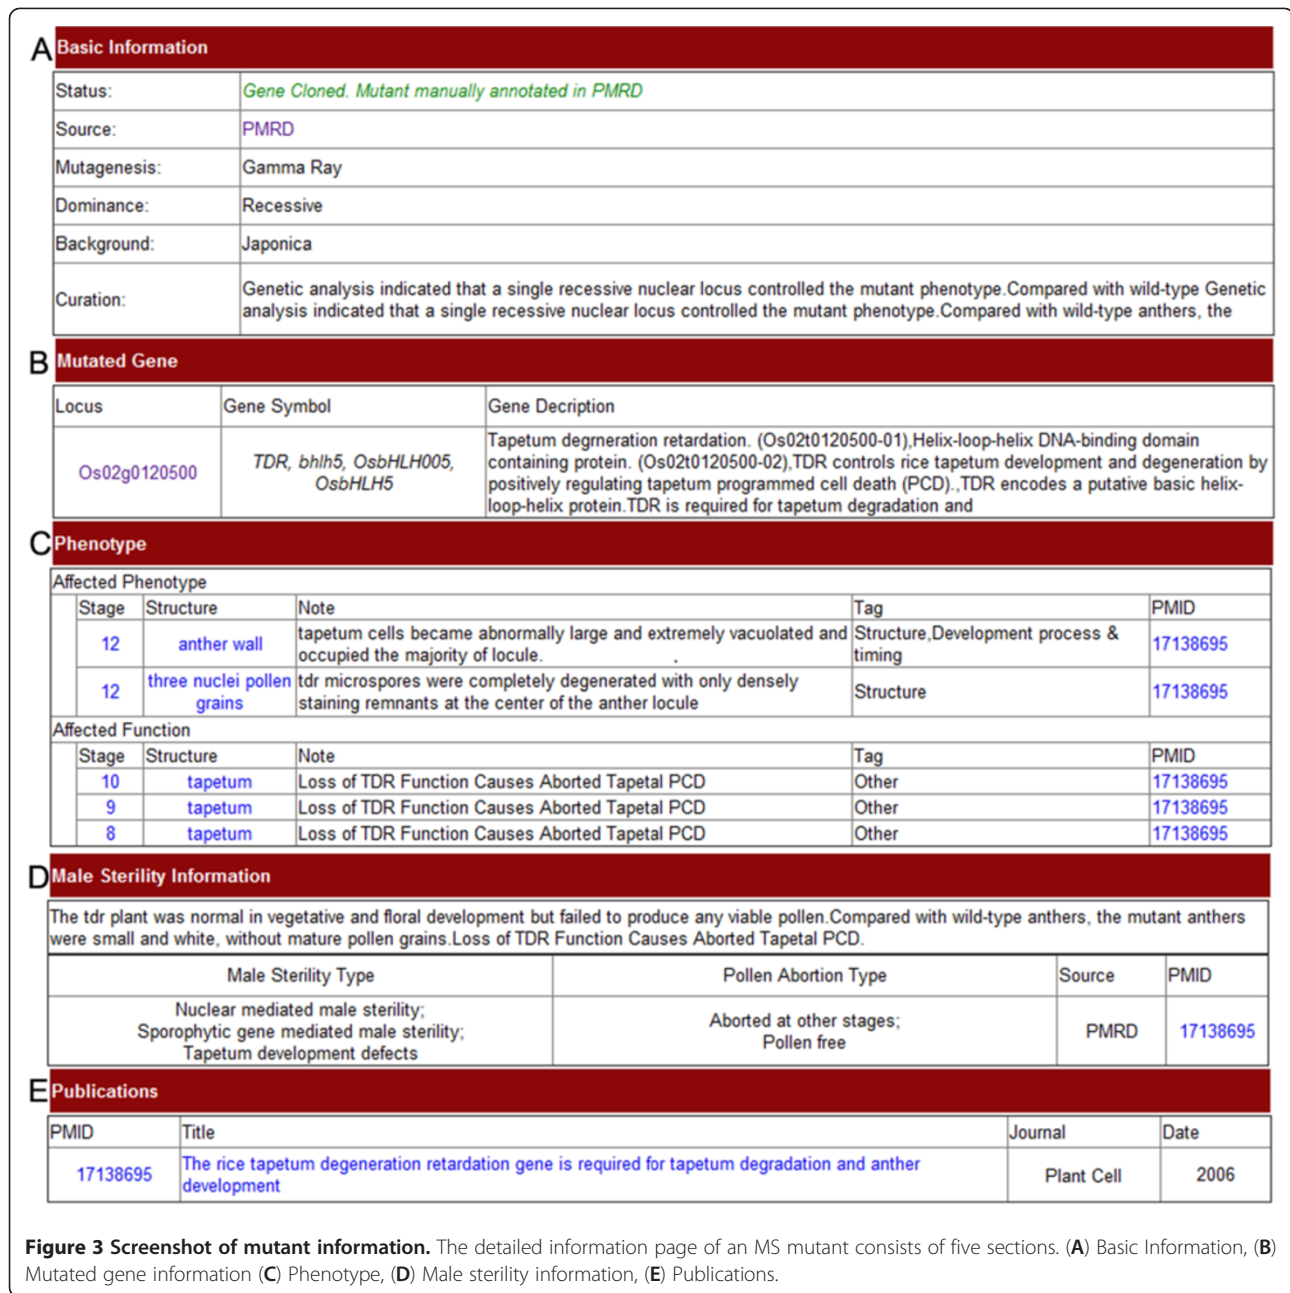 A Basic Information
Status: Gene Cloned. Mutant manually annotated in PMRD
Source: PMRD
Mutagenesis: Gamma Ray
Dominance: Recessive
Background: Japonica
Curation: Genetic analysis indicated that a single recessive nuclear locus controlled the mutant phenotype.Compared with wild-type Genetic
analysis indicated that a single recessive nuclear locus controlled the mutant phenotype.Compared with wild-type anthers, the
B Mutated Gene
Locus Gene Symbol Gene Decription
Os02g0120500
TDR, bhlh5, OsbHLH005,
OsbHLH5
Tapetum degrneration retardation. (Os02t0120500-01),Helix-loop-helix DNA-binding domain
containing protein. (Os02t0120500-02),TDR controls rice tapetum development and degeneration by
positively regulating tapetum programmed cell death (PCD).,TDR encodes a putative basic helix-
loop-helix protein.TDR is required for tapetum degradation and
C Phenotype
Affected Phenotype
Stage Structure Note Tag PMID
12 anther wall
tapetum cells became abnormally large and extremely vacuolated and
occupied the majority of locule.
Structure,Development process &
timing
17138695
12
three nuclei pollen
grains
tdr microspores were completely degenerated with only densely
staining remnants at the center of the anther locule
Structure
17138695
Affected Function
Stage Structure Note Tag PMID
10 tapetum Loss of TDR Function Causes Aborted Tapetal PCD Other 17138695
9 tapetum Loss of TDR Function Causes Aborted Tapetal PCD Other 17138695
8 tapetum Loss of TDR Function Causes Aborted Tapetal PCD Other 17138695
D Male Sterility Information
The tdr plant was normal in vegetative and floral development but failed to produce any viable pollen.Compared with wild-type anthers, the mutant anthers
were small and white, without mature pollen grains.Loss of TDR Function Causes Aborted Tapetal PCD.
Male Sterility Type Pollen Abortion Type Source PMID
Nuclear mediated male sterility;
Sporophytic gene mediated male sterility;
Tapetum development defects
Aborted at other stages;
Pollen free
PMRD
17138695
E Publications
PMID Title Journal Date
17138695
The rice tapetum degeneration retardation gene is required for tapetum degradation and anther
development
Plant Cell
2006
Figure 3 Screenshot of mutant information. The detailed information page of an MS mutant consists of five sections. (A) Basic Information, (B)
Mutated gene information (C) Phenotype, (D) Male sterility information, (E) Publications.